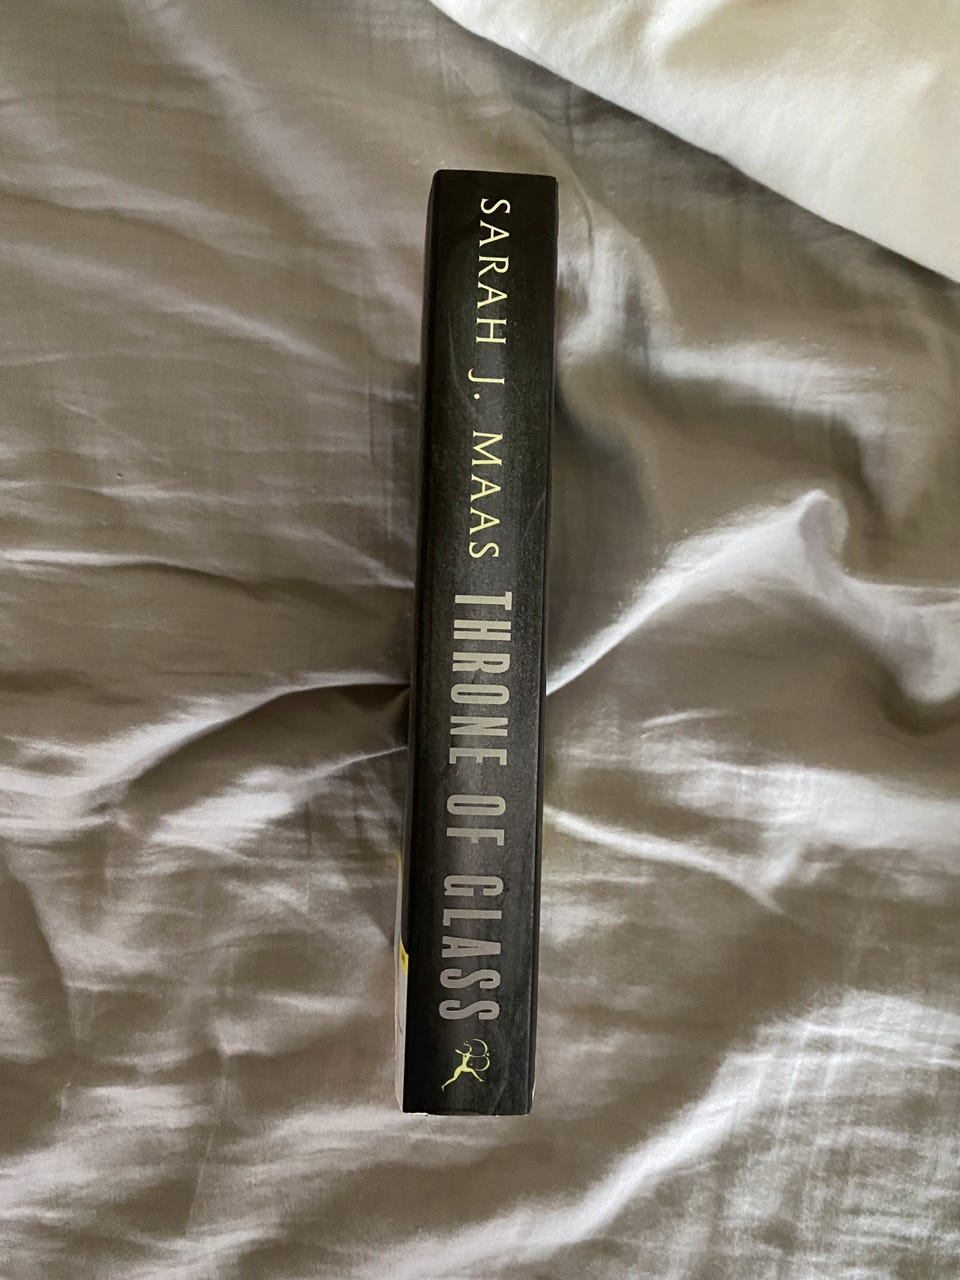 SARAH J. MAAS THRONE OF GLASS